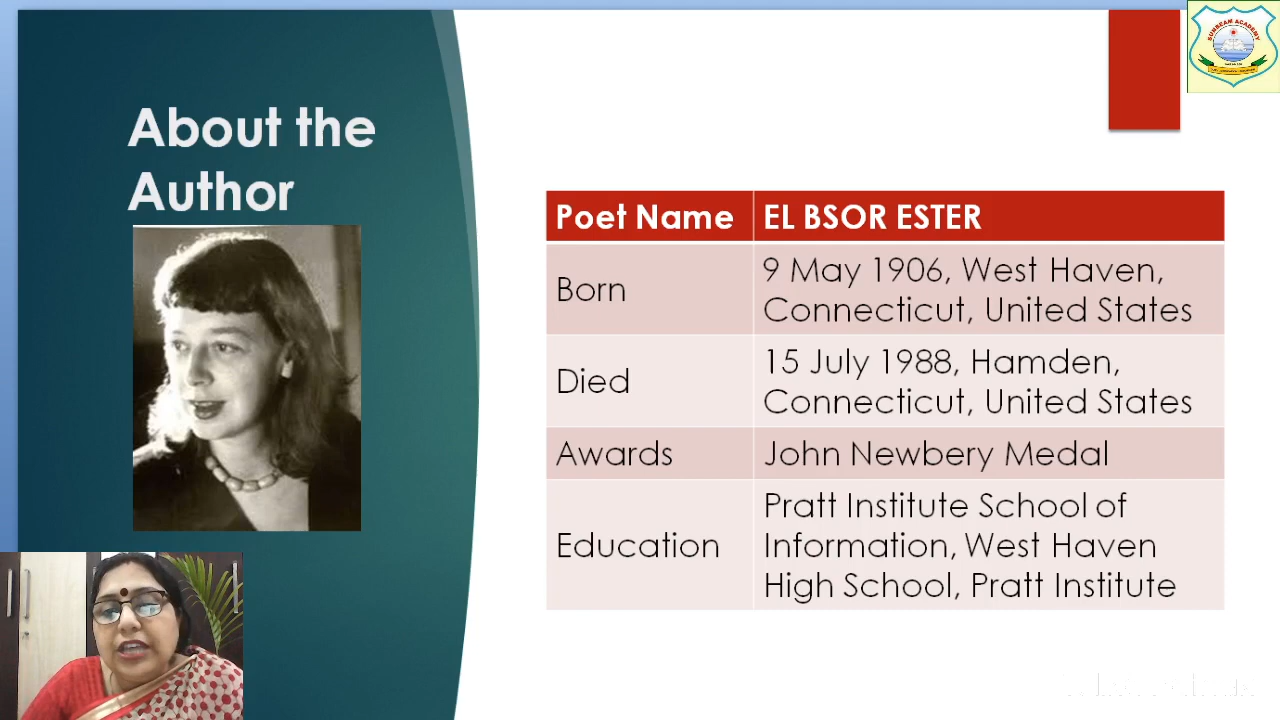 About the
Author
Poet Name EL BSOR ESTER
Born 9 May 1906, West Haven,
Connecticut, United States
Died 15 July 1988, Hamden,
Connecticut, United States
Awards John Newbery Medal
Education Pratt Institute School of
Information, West Haven
High School, Pratt Institute
SUNBEAM ACADEMY